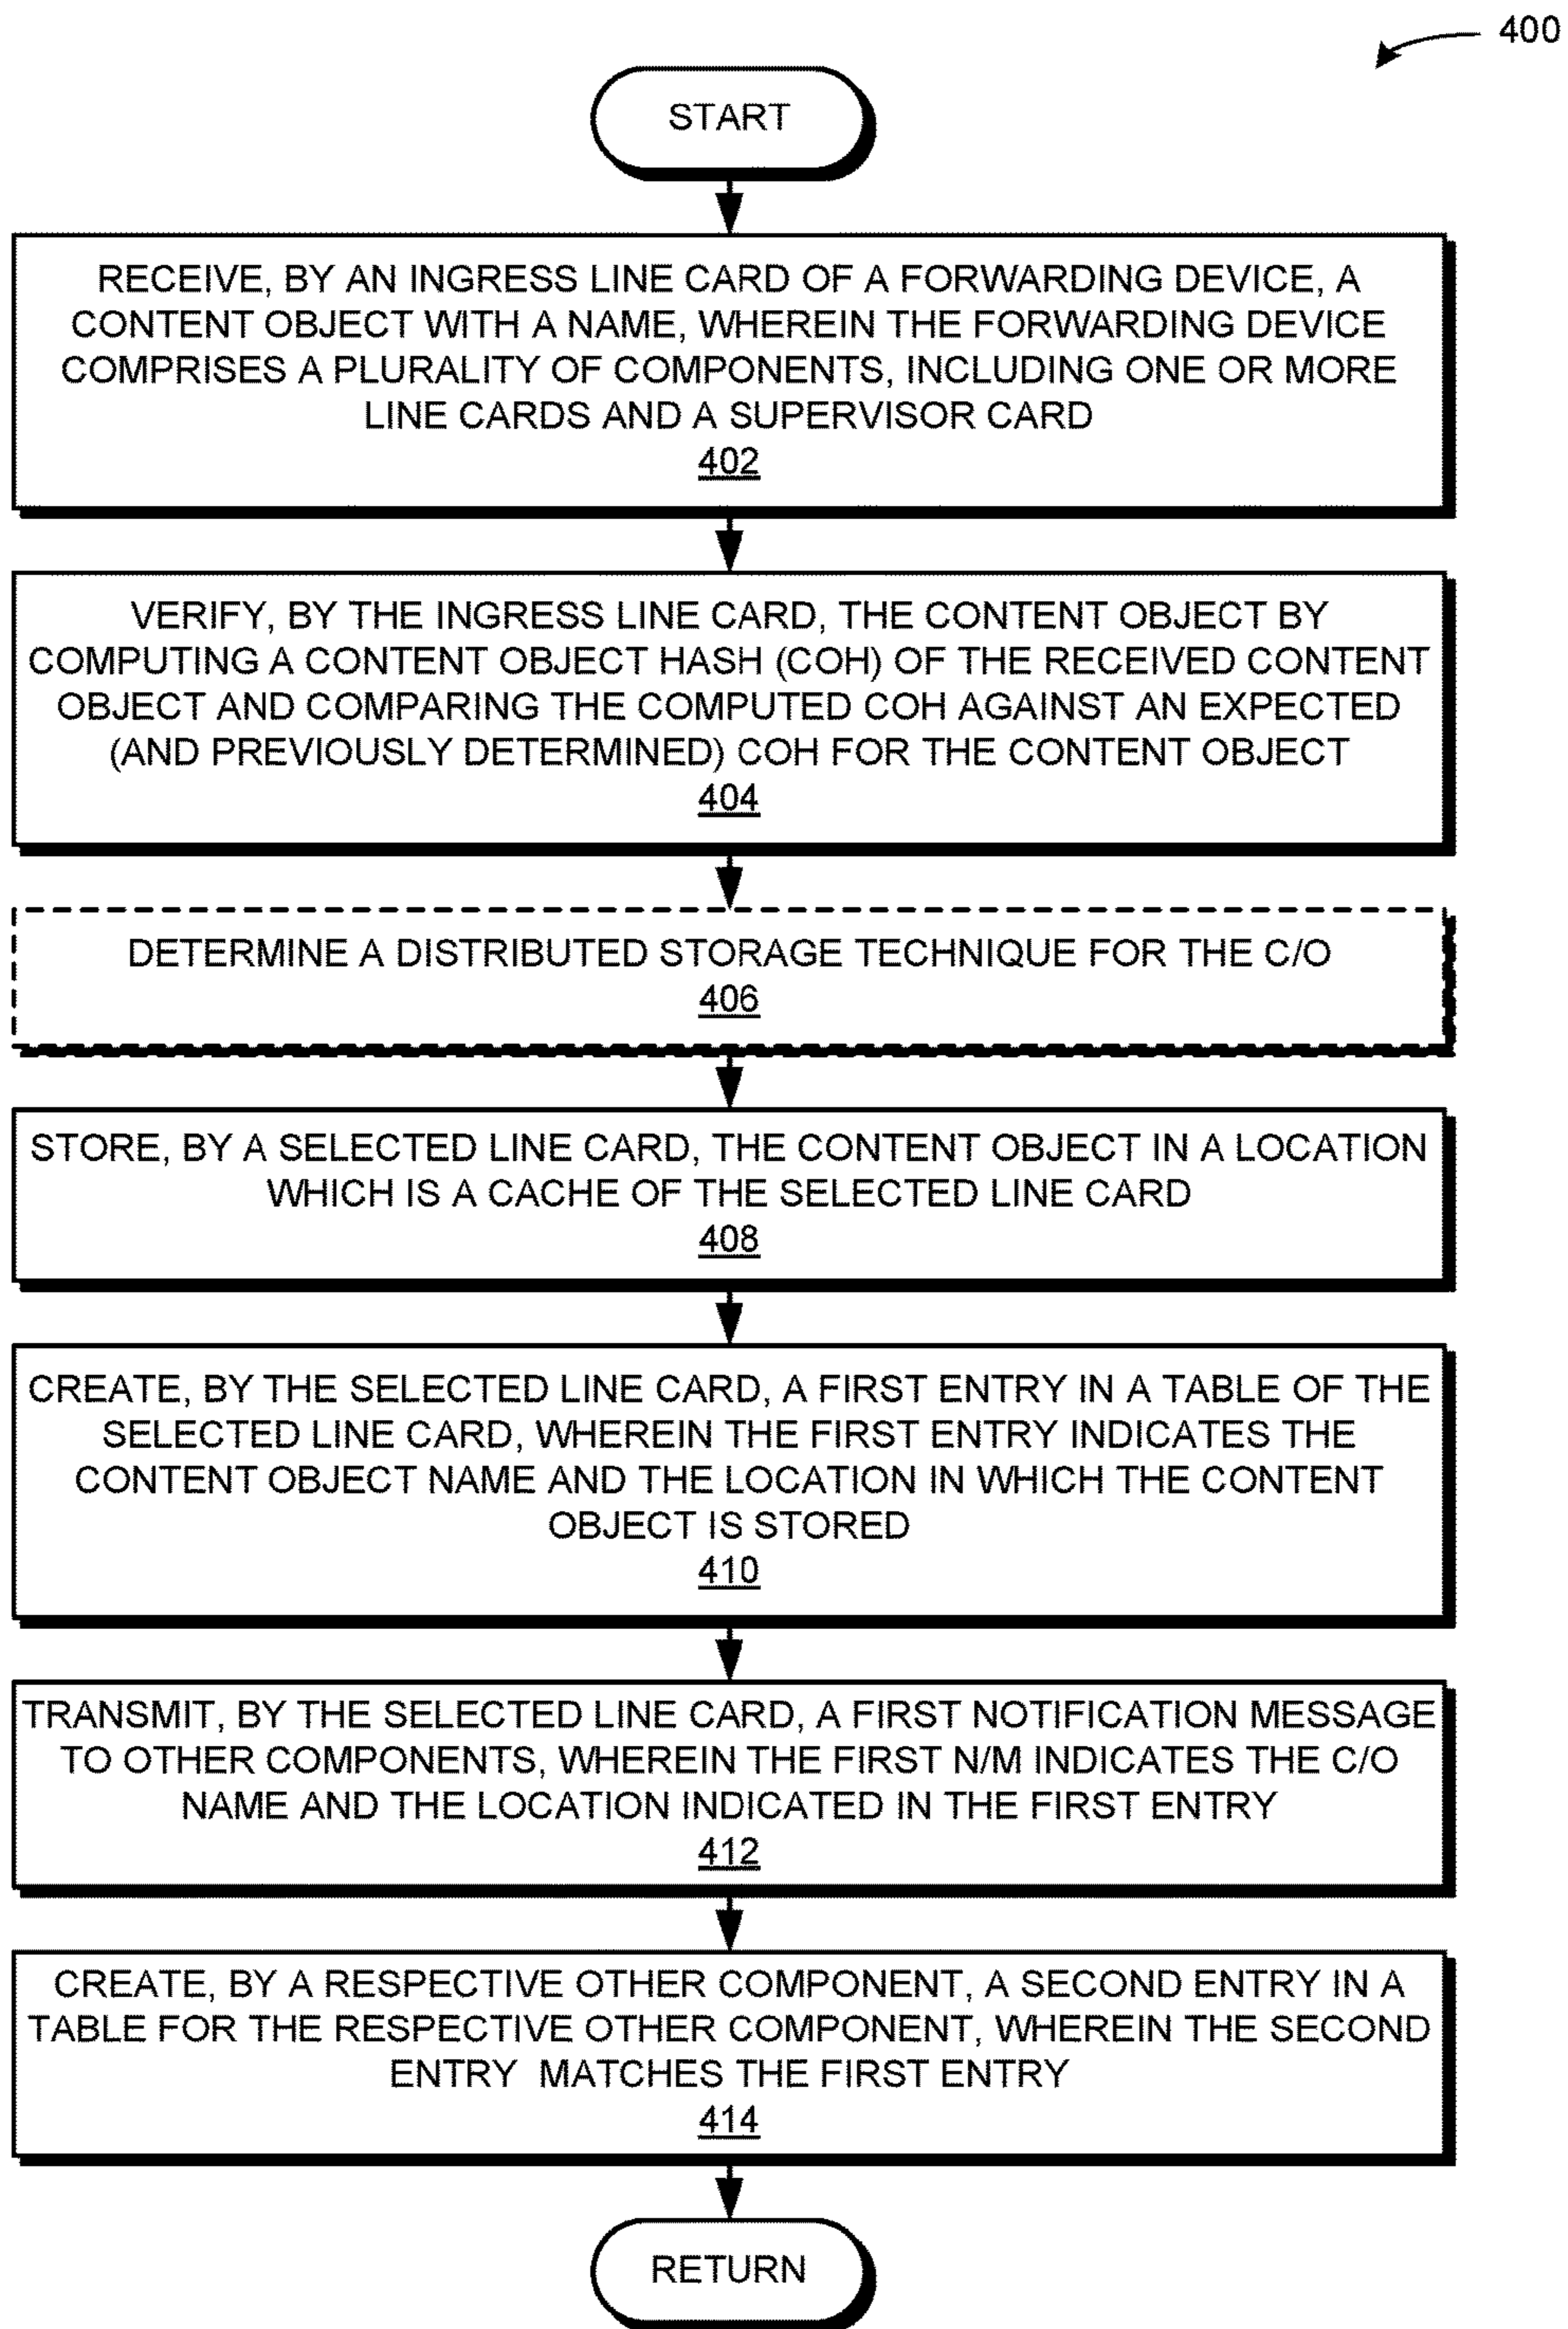 400
START
RECEIVE, BY AN INGRESS LINE CARD OF A FORWARDING DEVICE, A
CONTENT OBJECT WITH A NAME, WHEREIN THE FORWARDING DEVICE
COMPRISES A PLURALITY OF COMPONENTS, INCLUDING ONE OR MORE
LINE CARDS AND A SUPERVISOR CARD
402
VERIFY, BY THE INGRESS LINE CARD, THE CONTENT OBJECT BY
COMPUTING A CONTENT OBJECT HASH (COH) OF THE RECEIVED CONTENT
OBJECT AND COMPARING THE COMPUTED COH AGAINST AN EXPECTED
(AND PREVIOUSLY DETERMINED) COH FOR THE CONTENT OBJECT
404
DETERMINE A DISTRIBUTED STORAGE TECHNIQUE FOR THE C/O
406
STORE, BY A SELECTED LINE CARD, THE CONTENT OBJECT IN A LOCATION
WHICH IS A CACHE OF THE SELECTED LINE CARD
408
CREATE, BY THE SELECTED LINE CARD, A FIRST ENTRY IN A TABLE OF THE
SELECTED LINE CARD, WHEREIN THE FIRST ENTRY INDICATES THE
CONTENT OBJECT NAME AND THE LOCATION IN WHICH THE CONTENT
OBJECT IS STORED
410
TRANSMIT, BY THE SELECTED LINE CARD, A FIRST NOTIFICATION MESSAGE
TO OTHER COMPONENTS, WHEREIN THE FIRST N/M INDICATES THE C/O
NAME AND THE LOCATION INDICATED IN THE FIRST ENTRY
412
CREATE, BY A RESPECTIVE OTHER COMPONENT, A SECOND ENTRY IN A
TABLE FOR THE RESPECTIVE OTHER COMPONENT, WHEREIN THE SECOND
ENTRY MATCHES THE FIRST ENTRY
414
RETURN